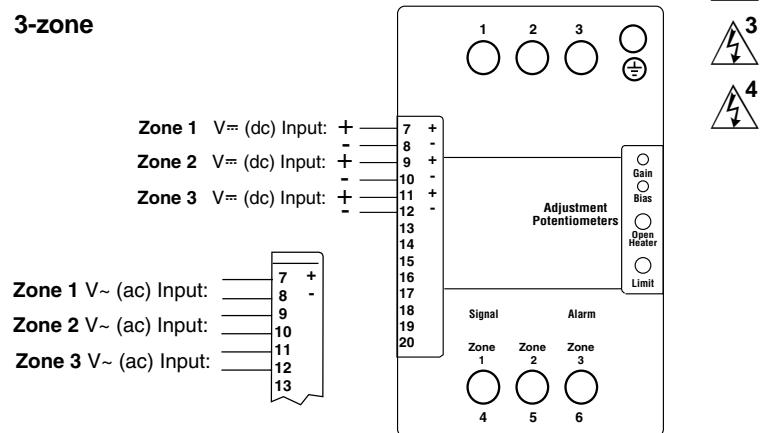 3-zone
1 2 3
3
4
Zone 1 V⎓ (dc) Input: + 7 +
- 8 -
Zone 2 V⎓ (dc) Input: + 9 +
- 10 -
Zone 3 V⎓ (dc) Input: + 11 +
- 12 -
13
14
15
16
17
18
19
20
Adjustment
Potentiometers
Gain
Bias
Open
Heater
Limit
Signal Alarm
Zone Zone Zone
1 2 3
4 5 6
7 +
Zone 1 V~ (ac) Input: 8 -
9
Zone 2 V~ (ac) Input: 10
11
Zone 3 V~ (ac) Input: 12
13